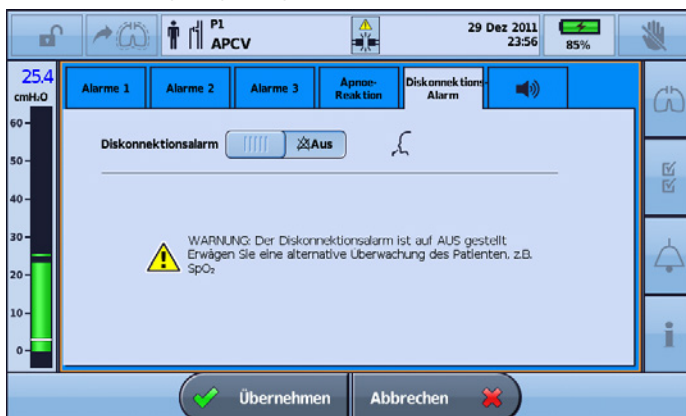 P1
APCV
29 Dez 2011
23:56
85%
25.4
cmH₂O
60
50
40
30
20
10
0
Alarme 1
Alarme 2
Alarme 3
Apnoe-
Reaktion
Diskonnektions-
Alarm
Diskonnektionsalarm
Aus
WARNUNG: Der Diskonnektionsalarm ist auf AUS gestellt
Erwägen Sie eine alternative Überwachung des Patienten, z.B.
SpO₂
Übernehmen
Abbrechen